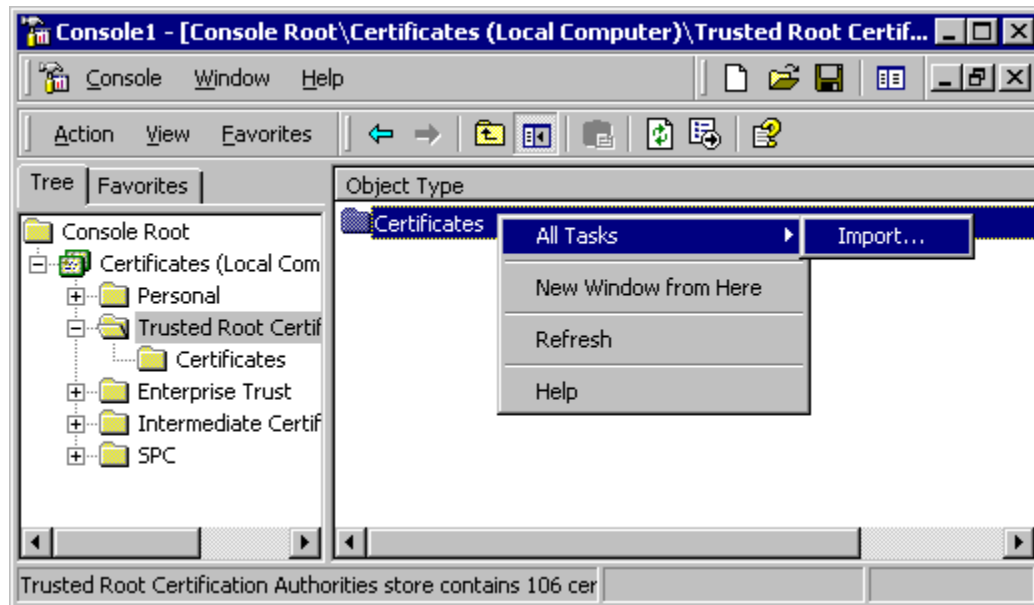 Console1 - [Console Root\Certificates (Local Computer)\Trusted Root Certif...
Console Window Help
Action View Favorites
Tree Favorites
Object Type
Console Root
Certificates (Local Com
Personal
Trusted Root Certif
Certificates
Enterprise Trust
Intermediate Certif
SPC
Certificates
All Tasks
Import...
New Window from Here
Refresh
Help
Trusted Root Certification Authorities store contains 106 cer